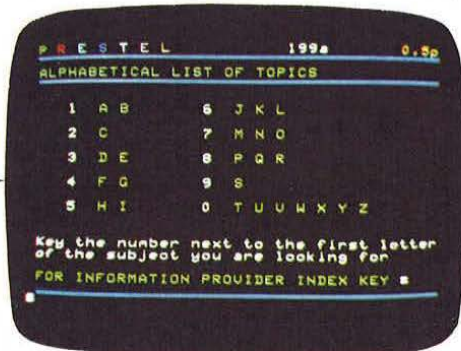 PRESTEL 199a 0.5p
ALPHABETICAL LIST OF TOPICS
1 A B 6 J K L
2 C 7 M N O
3 D E 8 P Q R
4 F G 9 S
5 H I 0 T U V W X Y Z
Key the number next to the first letter
of the subject you are looking for
FOR INFORMATION PROVIDER INDEX KEY